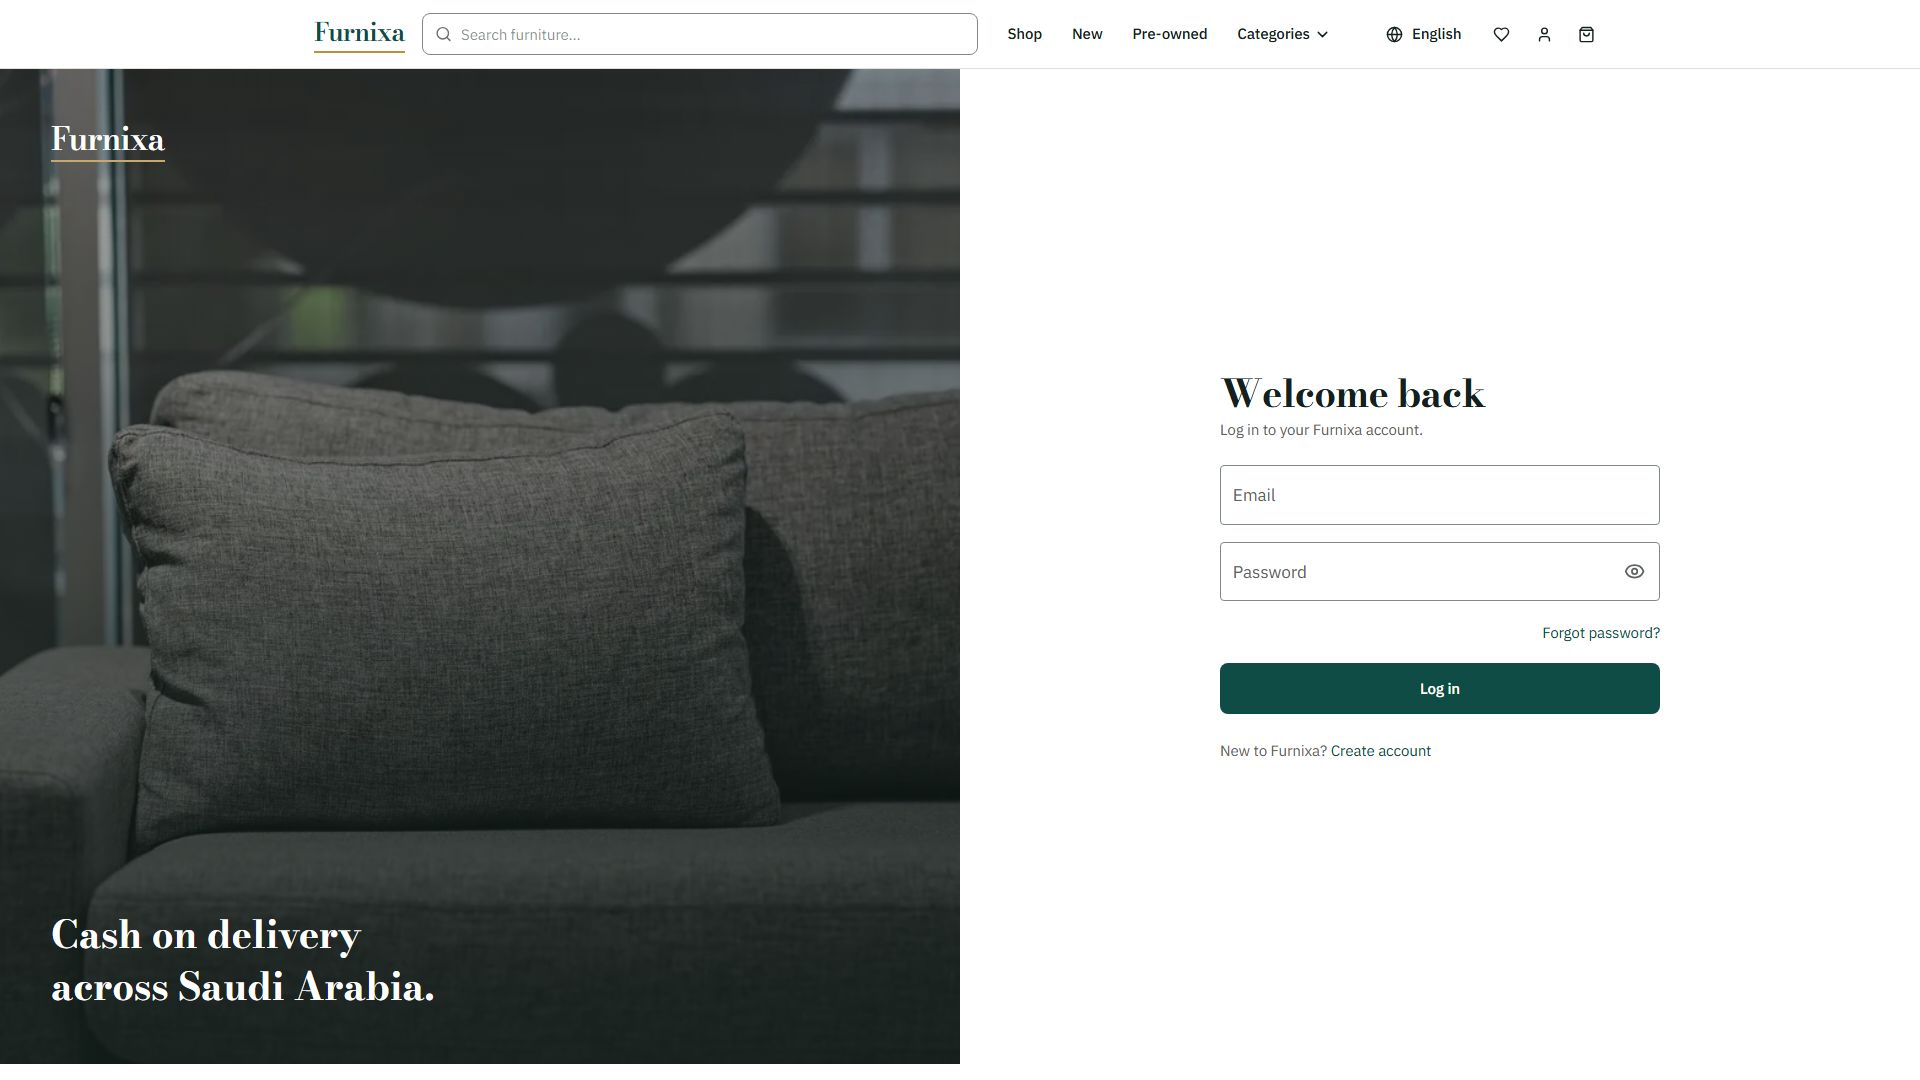 Furnixa
Search furniture...
Shop
New
Pre-owned
Categories
English
Furnixa
Cash on delivery
across Saudi Arabia.
Welcome back
Log in to your Furnixa account.
Email
Password
Forgot password?
Log in
New to Furnixa? Create account